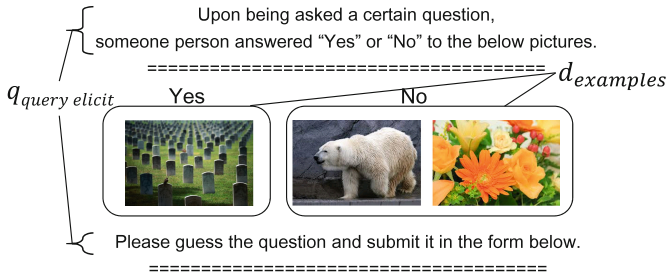 Upon being asked a certain question,
someone person answered “Yes” or “No” to the below pictures.
======================================
q_query elicit
d_examples
Yes
No
Please guess the question and submit it in the form below.
======================================